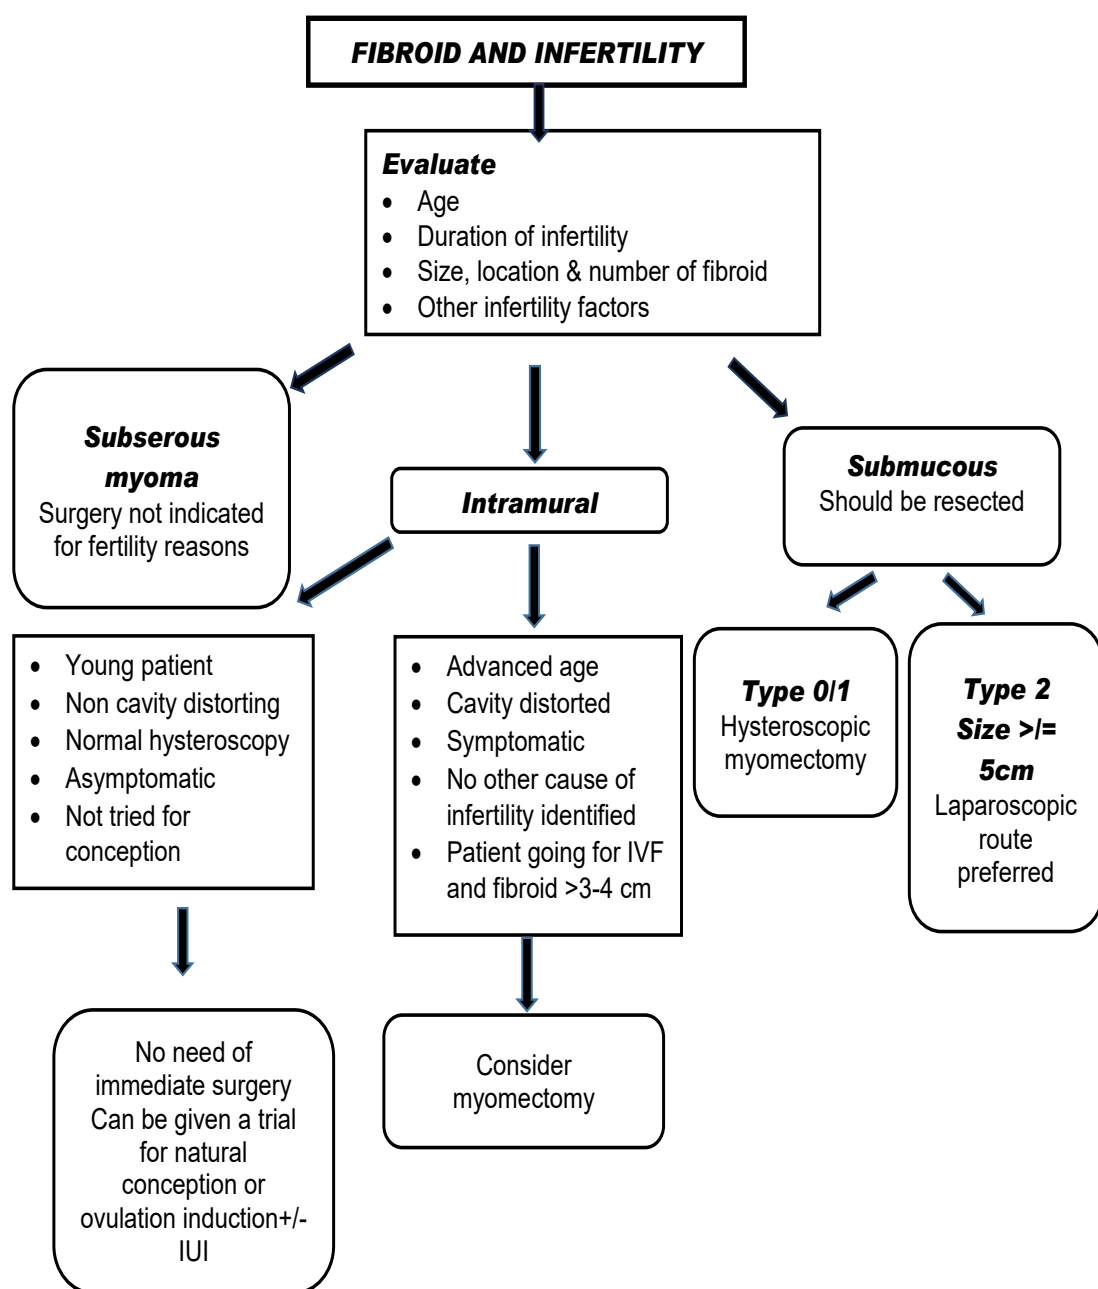 FIBROID AND INFERTILITY
Evaluate
• Age
• Duration of infertility
• Size, location & number of fibroid
• Other infertility factors
Subserous
myoma
Surgery not indicated
for fertility reasons
Intramural
Submucous
Should be resected
• Young patient
• Non cavity distorting
• Normal hysteroscopy
• Asymptomatic
• Not tried for
conception
• Advanced age
• Cavity distorted
• Symptomatic
• No other cause of
infertility identified
• Patient going for IVF
and fibroid >3-4 cm
Type 0/1
Hysteroscopic
myomectomy
Type 2
Size >/=
5cm
Laparoscopic
route
preferred
No need of
immediate surgery
Can be given a trial
for natural
conception or
ovulation induction+/-
IUI
Consider
myomectomy